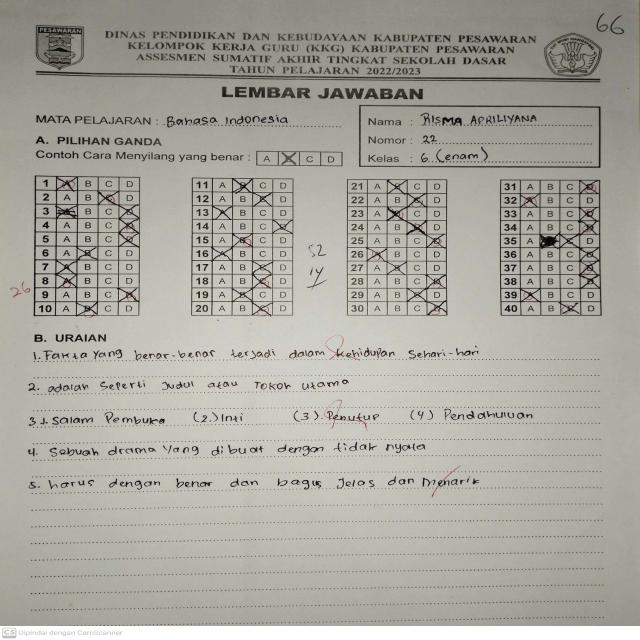 66
PESAWARAN
DINAS PENDIDIKAN DAN KEBUDAYAAN KABUPATEN PESAWARAN
KELOMPOK KERJA GURU (KKG) KABUPATEN PESAWARAN
ASSESMEN SUMATIF AKHIR TINGKAT SEKOLAH DASAR
TAHUN PELAJARAN 2022/2023
LEMBAR JAWABAN
MATA PELAJARAN : Bahasa Indonesia
Nama : RISMA APRILIYANA
Nomor : 22
Kelas : 6 (enam)
A. PILIHAN GANDA
Contoh Cara Menyilang yang benar : A B C D
1 A B C D
2 A B C D
3 A B C D
4 A B C D
5 A B C D
6 A B C D
7 A B C D
8 A B C D
9 A B C D
10 A B C D
26
11 A B C D
12 A B C D
13 A B C D
14 A B C D
15 A B C D
16 A B C D
17 A B C D
18 A B C D
19 A B C D
20 A B C D
52
14
21 A B C D
22 A B C D
23 A B C D
24 A B C D
25 A B C D
26 A B C D
27 A B C D
28 A B C D
29 A B C D
30 A B C D
31 A B C D
32 A B C D
33 A B C D
34 A B C D
35 A C D
36 A B C D
37 A B C D
38 A B C D
39 A B C D
40 A B C D
B. URAIAN
1. Fakta yang benar-benar terjadi dalam kehidupan sehari-hari
2. adalah seperti Judul atau Tokoh utama
3 1. Salam Pembuka (2.) Inti (3) Penutup (4) Pendahuluan
4. Sebuah drama yang dibuat dengan tidak nyata
5. harus dengan benar dan bagus Jelas dan Menarik
CS Dipindai dengan CamScanner